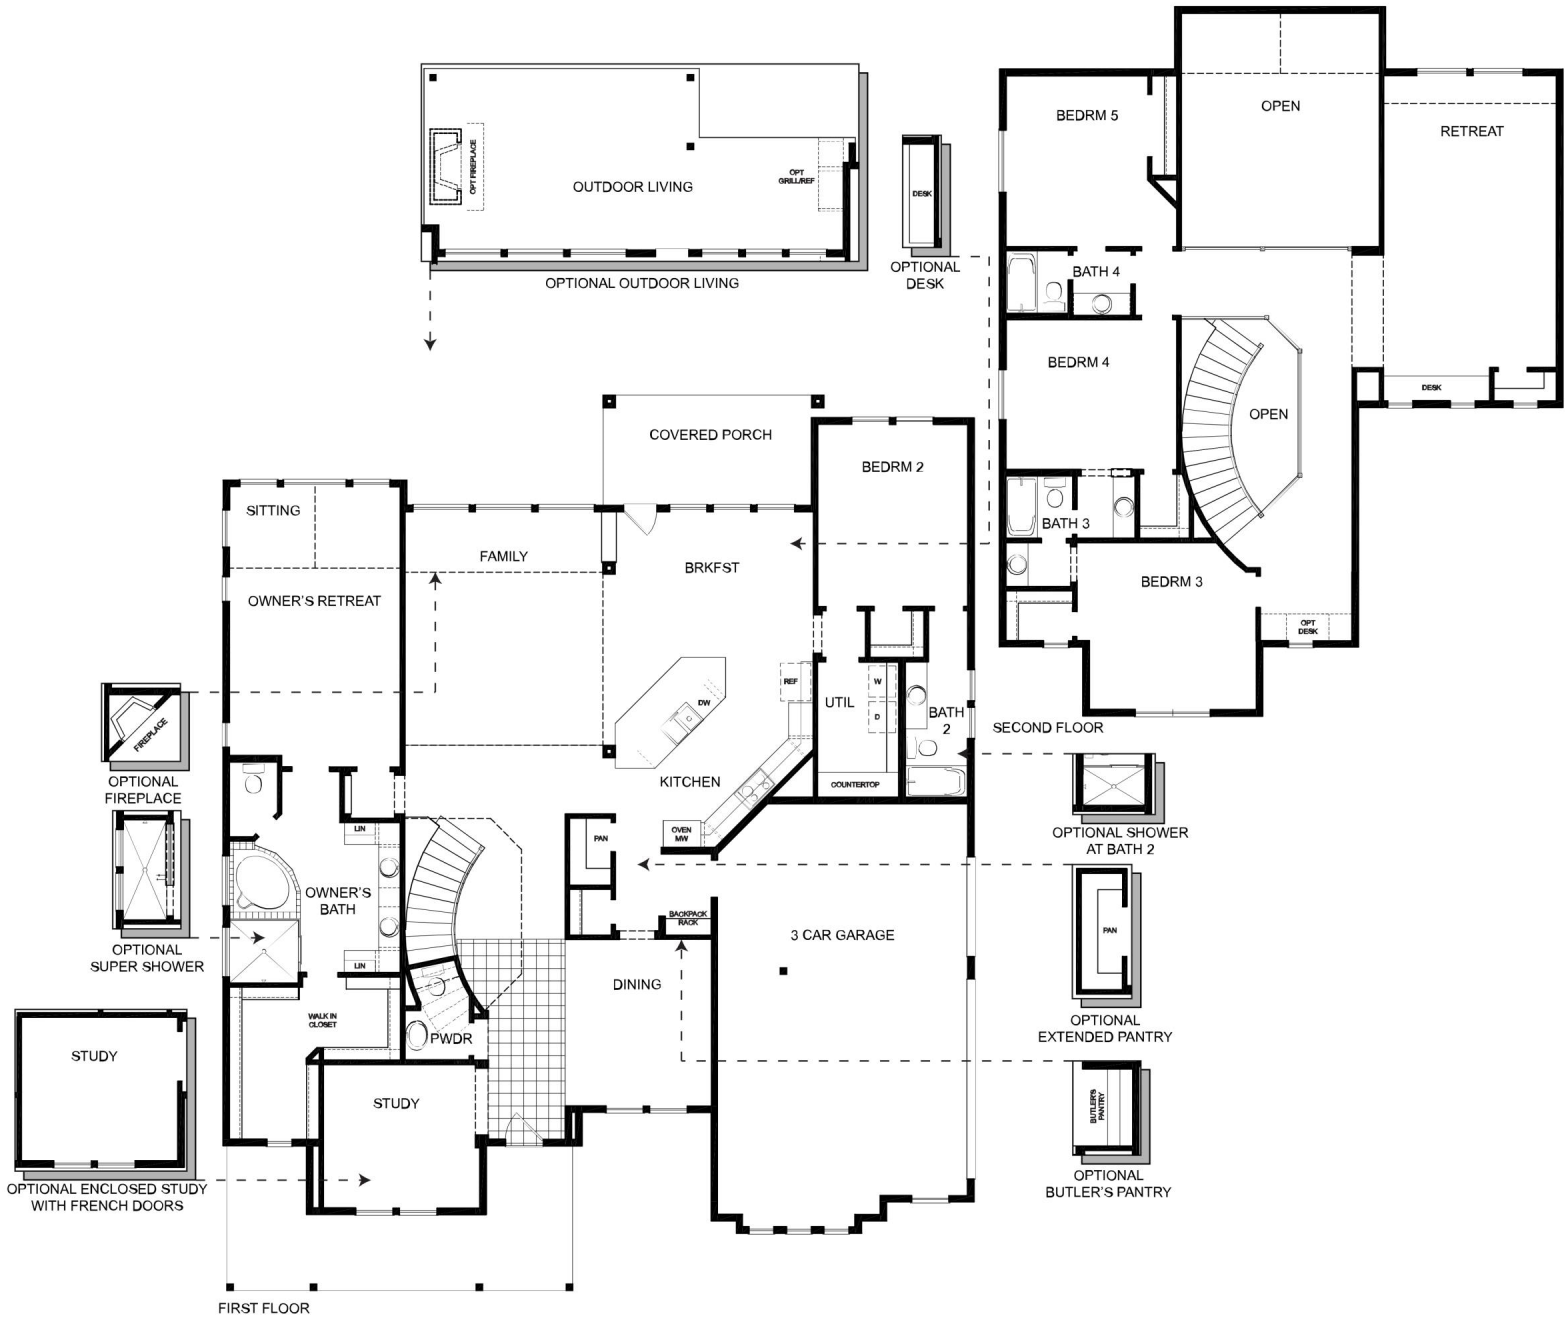 BEDRM 5
OPEN
RETREAT
OPT FIREPLACE
OUTDOOR LIVING
OPT
GRILL/REF
DESK
OPTIONAL OUTDOOR LIVING
OPTIONAL
DESK
BATH 4
BEDRM 4
DESK
OPEN
BATH 3
BEDRM 3
OPT
DESK
SECOND FLOOR
COVERED PORCH
BEDRM 2
SITTING
FAMILY
BRKFST
OWNER'S RETREAT
REF
W
DW
UTIL
D
BATH
2
KITCHEN
COUNTERTOP
FIREPLACE
OPTIONAL
FIREPLACE
LIN
OVEN
MW
PAN
OPTIONAL SHOWER
AT BATH 2
OWNER'S
BATH
BACKPACK
RACK
3 CAR GARAGE
PAN
OPTIONAL
SUPER SHOWER
LIN
DINING
WALK IN
CLOSET
PWDR
OPTIONAL
EXTENDED PANTRY
STUDY
STUDY
BUTLER'S
PANTRY
OPTIONAL
BUTLER'S PANTRY
OPTIONAL ENCLOSED STUDY
WITH FRENCH DOORS
FIRST FLOOR